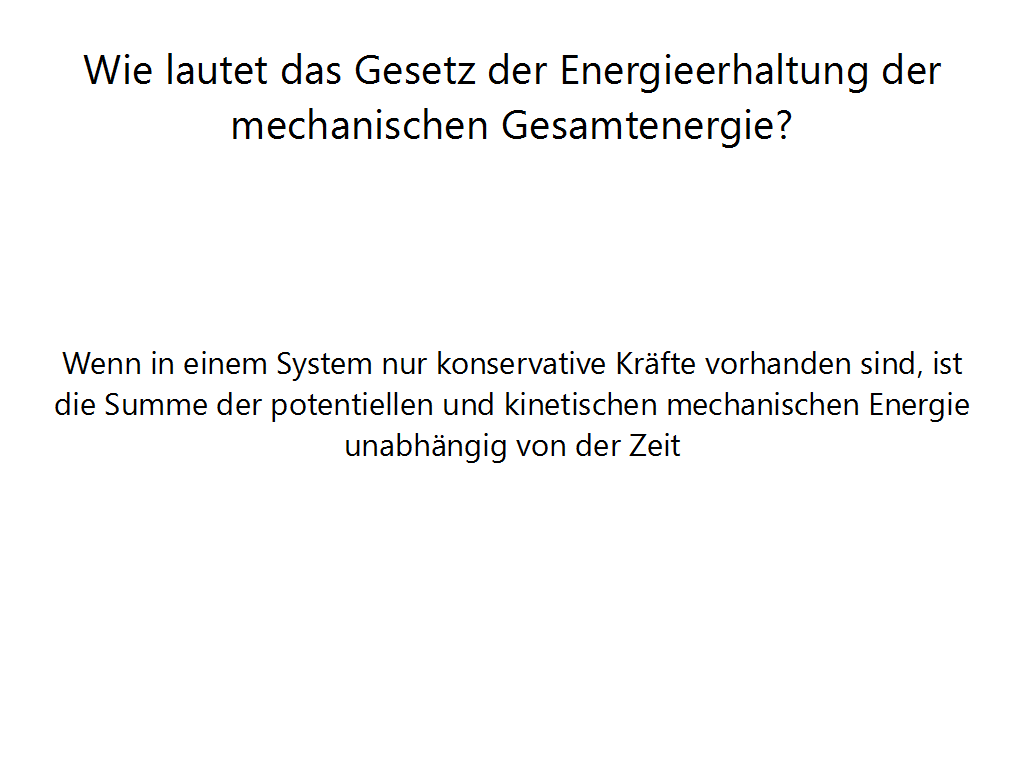 Wie lautet das Gesetz der Energieerhaltung der
mechanischen Gesamtenergie?
Wenn in einem System nur konservative Kräfte vorhanden sind, ist
die Summe der potentiellen und kinetischen mechanischen Energie
unabhängig von der Zeit